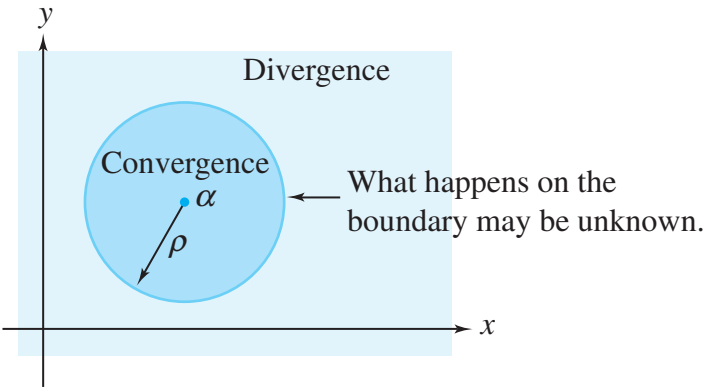 y
Divergence
Convergence
α
ρ
What happens on the
boundary may be unknown.
x